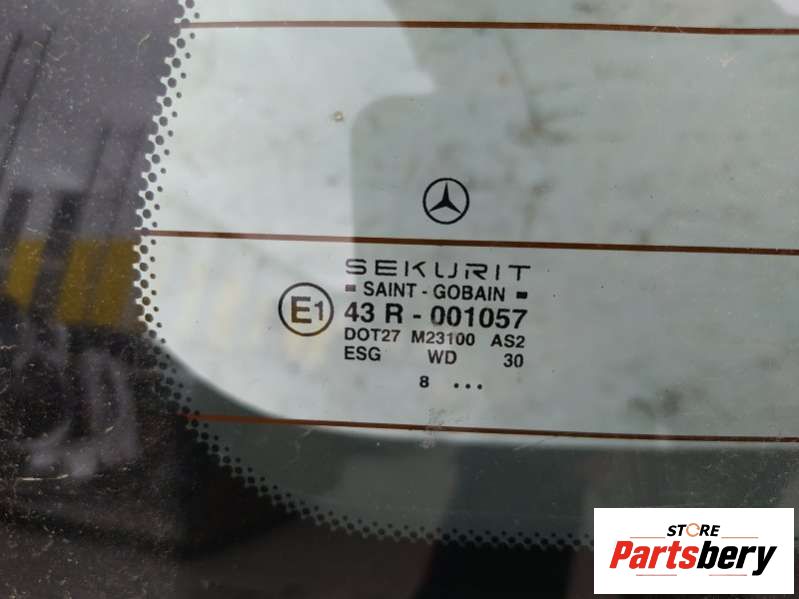 SEKURIT
SAINT - GOBAIN
E1 43 R - 001057
DOT27 M23100 AS2
ESG WD 30
8 ...
STORE
Partsbery